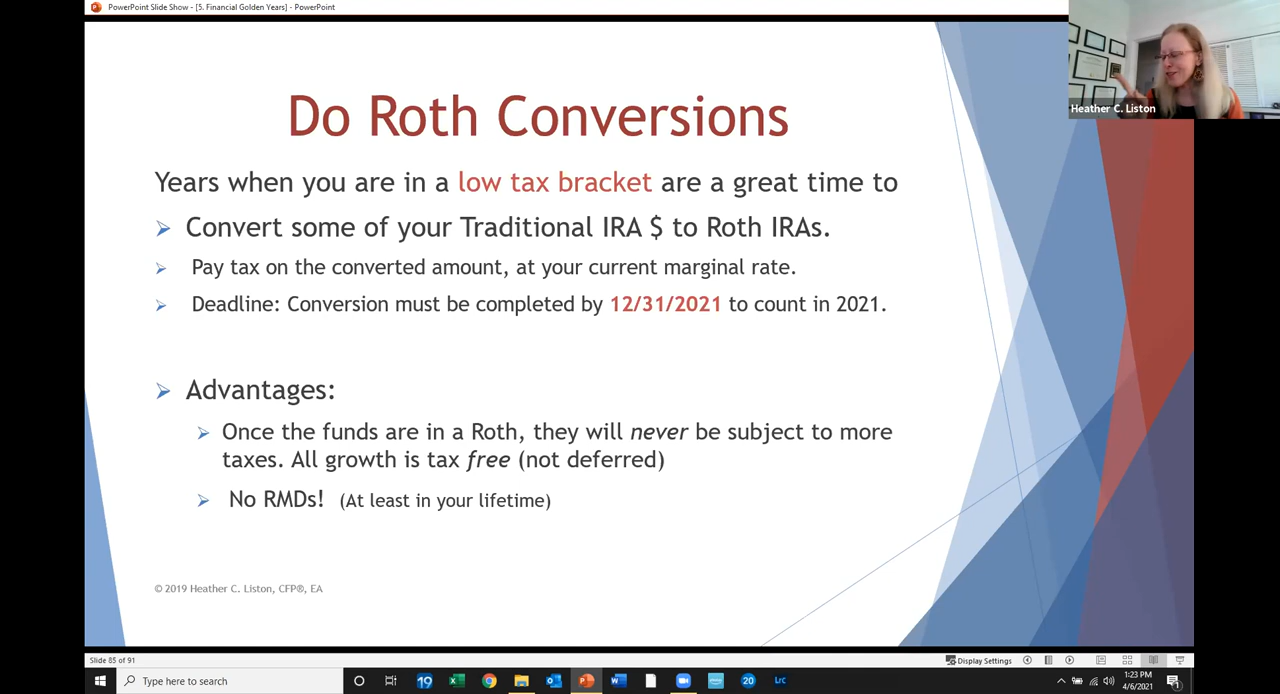 PowerPoint Slide Show - [5. Financial Golden Years] - PowerPoint
Heather C. Liston
Do Roth Conversions
Years when you are in a low tax bracket are a great time to
Convert some of your Traditional IRA $ to Roth IRAs.
Pay tax on the converted amount, at your current marginal rate.
Deadline: Conversion must be completed by 12/31/2021 to count in 2021.
Advantages:
Once the funds are in a Roth, they will never be subject to more
taxes. All growth is tax free (not deferred)
No RMDs! (At least in your lifetime)
© 2019 Heather C. Liston, CFP®, EA
Slide 85 of 91
Display Settings
Type here to search
19
20
Lrc
1:23 PM
4/6/2021